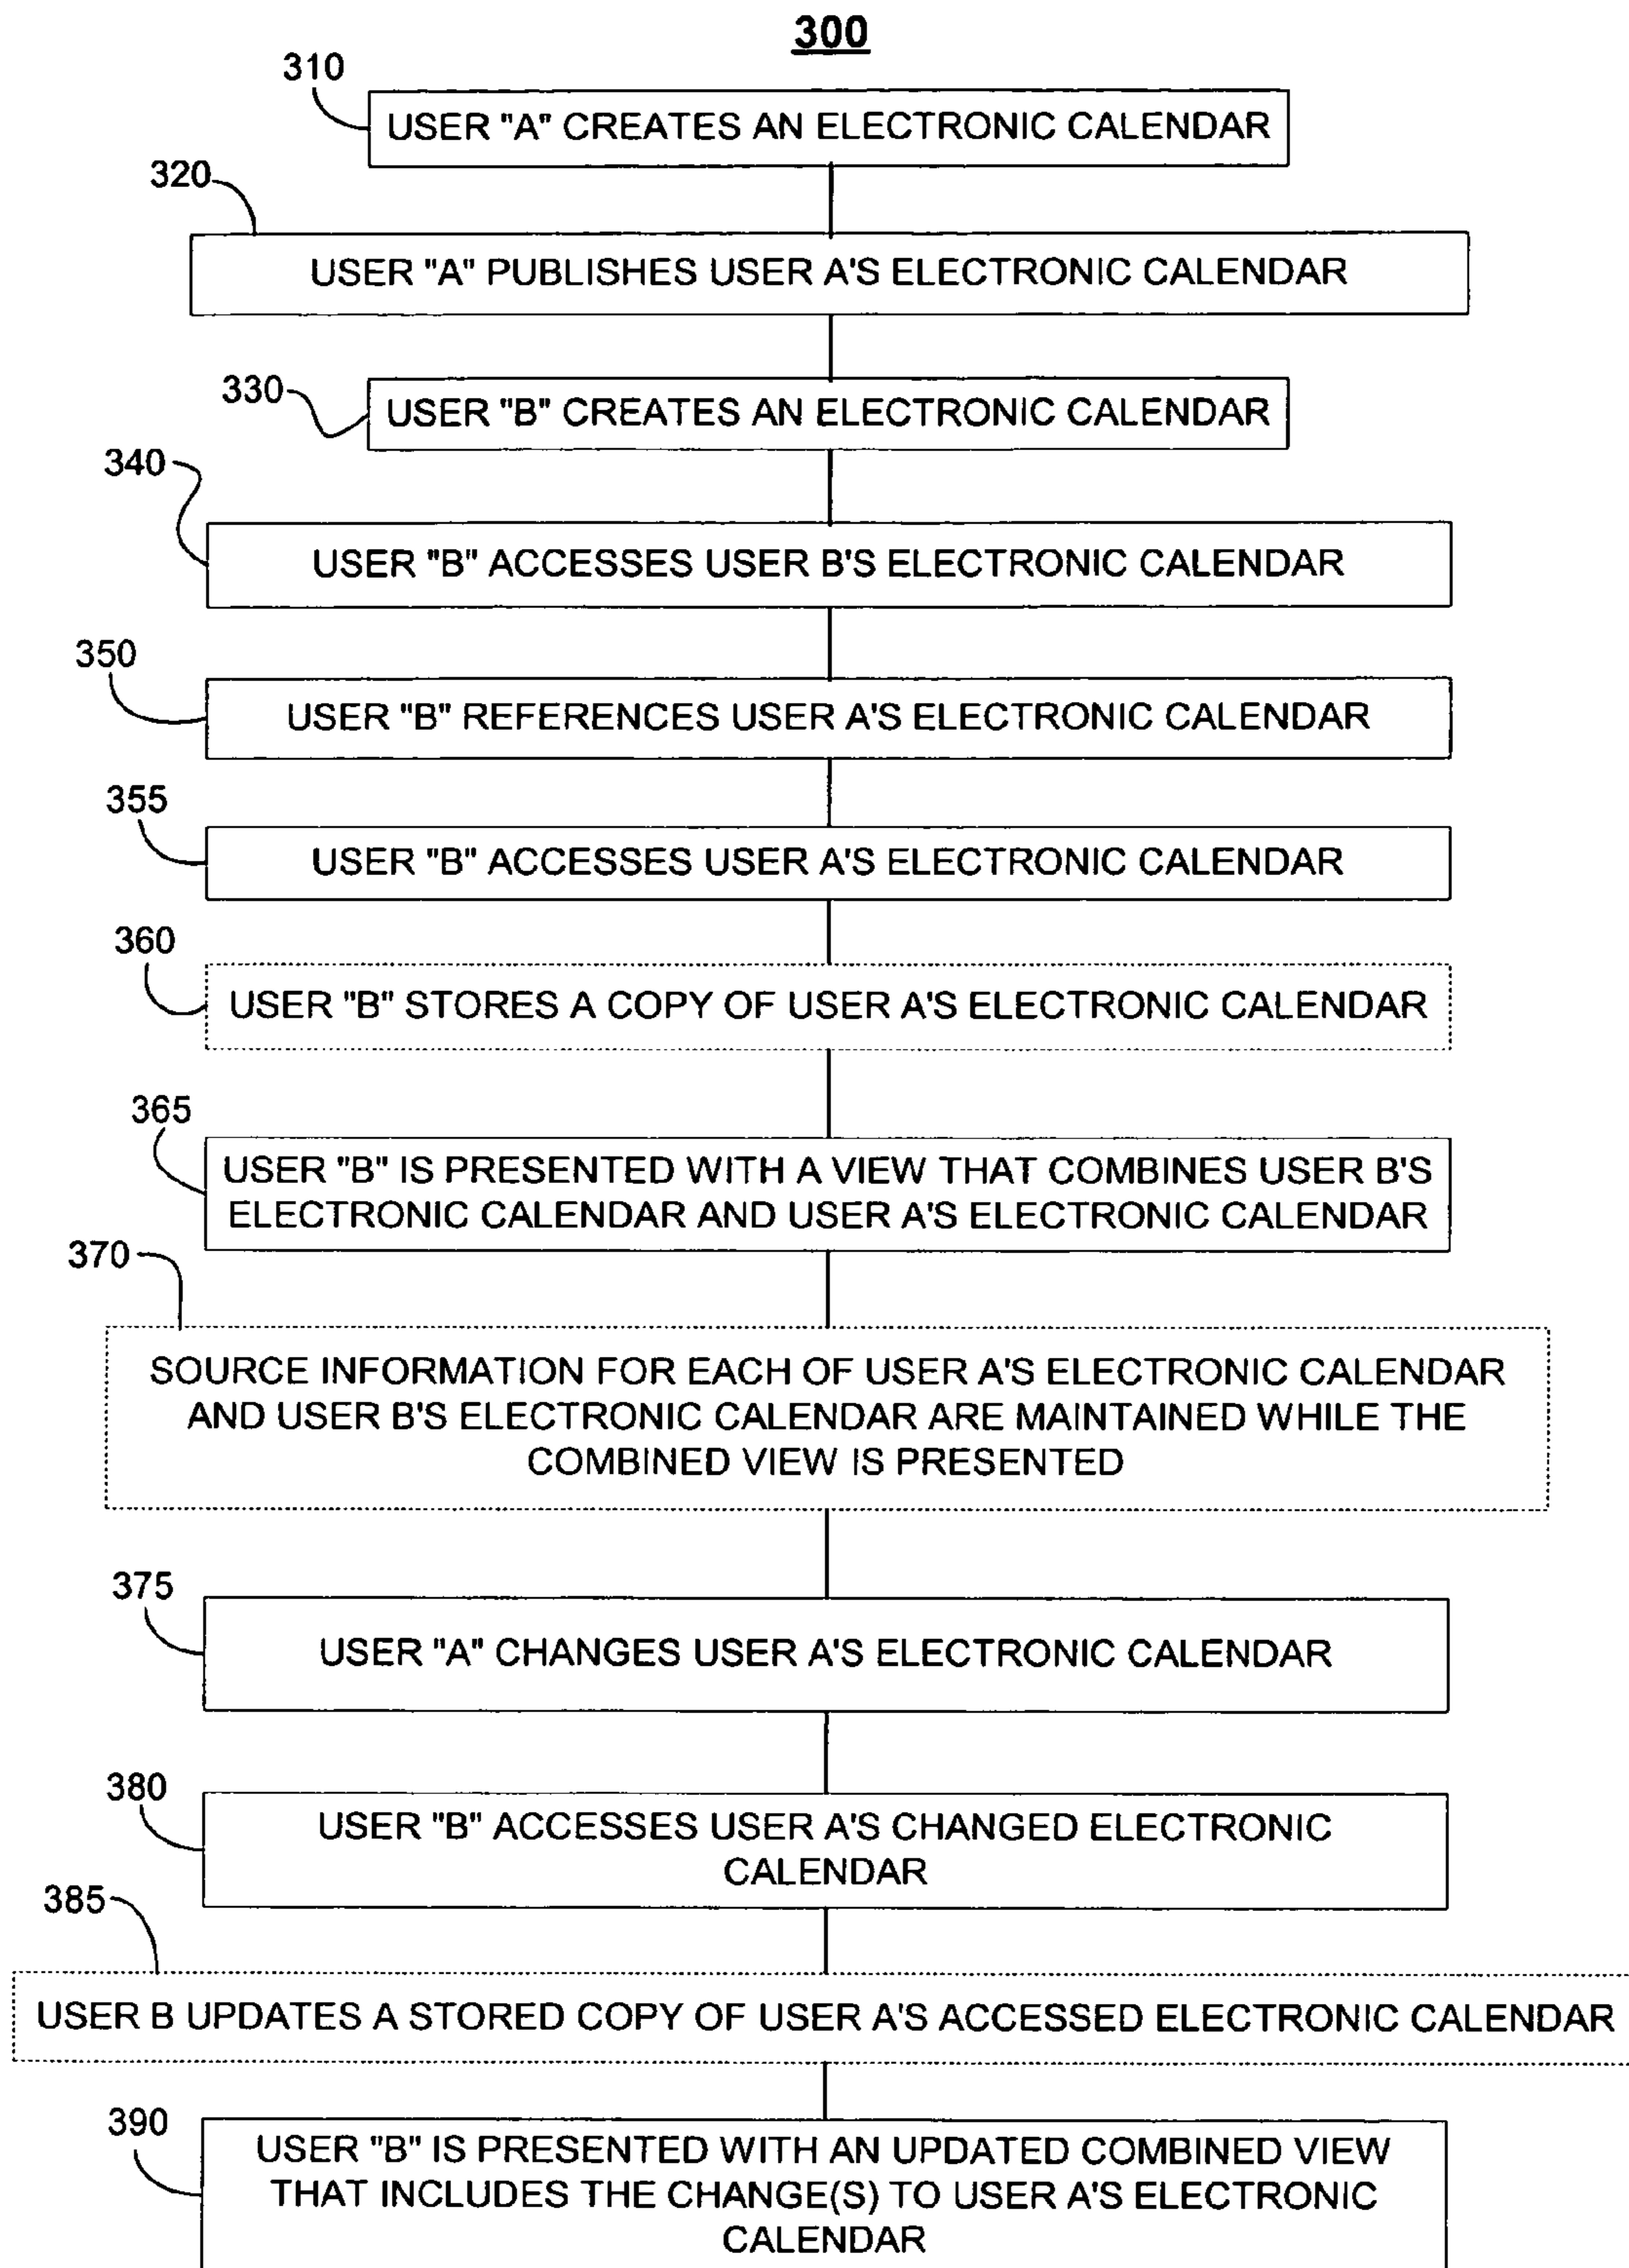 300
310
USER "A" CREATES AN ELECTRONIC CALENDAR
320
USER "A" PUBLISHES USER A'S ELECTRONIC CALENDAR
330
USER "B" CREATES AN ELECTRONIC CALENDAR
340
USER "B" ACCESSES USER B'S ELECTRONIC CALENDAR
350
USER "B" REFERENCES USER A'S ELECTRONIC CALENDAR
355
USER "B" ACCESSES USER A'S ELECTRONIC CALENDAR
360
USER "B" STORES A COPY OF USER A'S ELECTRONIC CALENDAR
365
USER "B" IS PRESENTED WITH A VIEW THAT COMBINES USER B'S
ELECTRONIC CALENDAR AND USER A'S ELECTRONIC CALENDAR
370
SOURCE INFORMATION FOR EACH OF USER A'S ELECTRONIC CALENDAR
AND USER B'S ELECTRONIC CALENDAR ARE MAINTAINED WHILE THE
COMBINED VIEW IS PRESENTED
375
USER "A" CHANGES USER A'S ELECTRONIC CALENDAR
380
USER "B" ACCESSES USER A'S CHANGED ELECTRONIC
CALENDAR
385
USER B UPDATES A STORED COPY OF USER A'S ACCESSED ELECTRONIC CALENDAR
390
USER "B" IS PRESENTED WITH AN UPDATED COMBINED VIEW
THAT INCLUDES THE CHANGE(S) TO USER A'S ELECTRONIC
CALENDAR